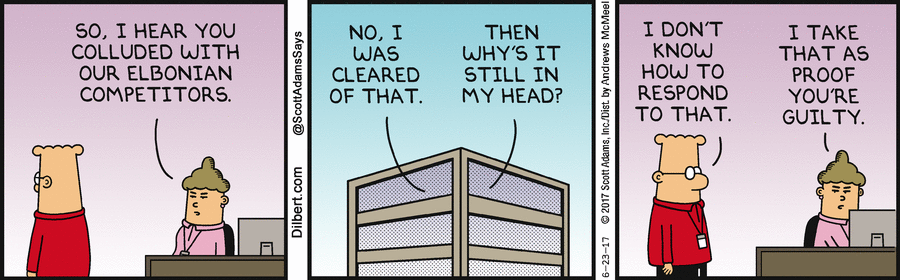 SO, I HEAR YOU
COLLUDED WITH
OUR ELBONIAN
COMPETITORS.
Dilbert.com @ScottAdamsSays
NO, I
WAS
CLEARED
OF THAT.
THEN
WHY'S IT
STILL IN
MY HEAD?
6-23-17 © 2017 Scott Adams, Inc./Dist. by Andrews McMeel
I DON'T
KNOW
HOW TO
RESPOND
TO THAT.
I TAKE
THAT AS
PROOF
YOU'RE
GUILTY.